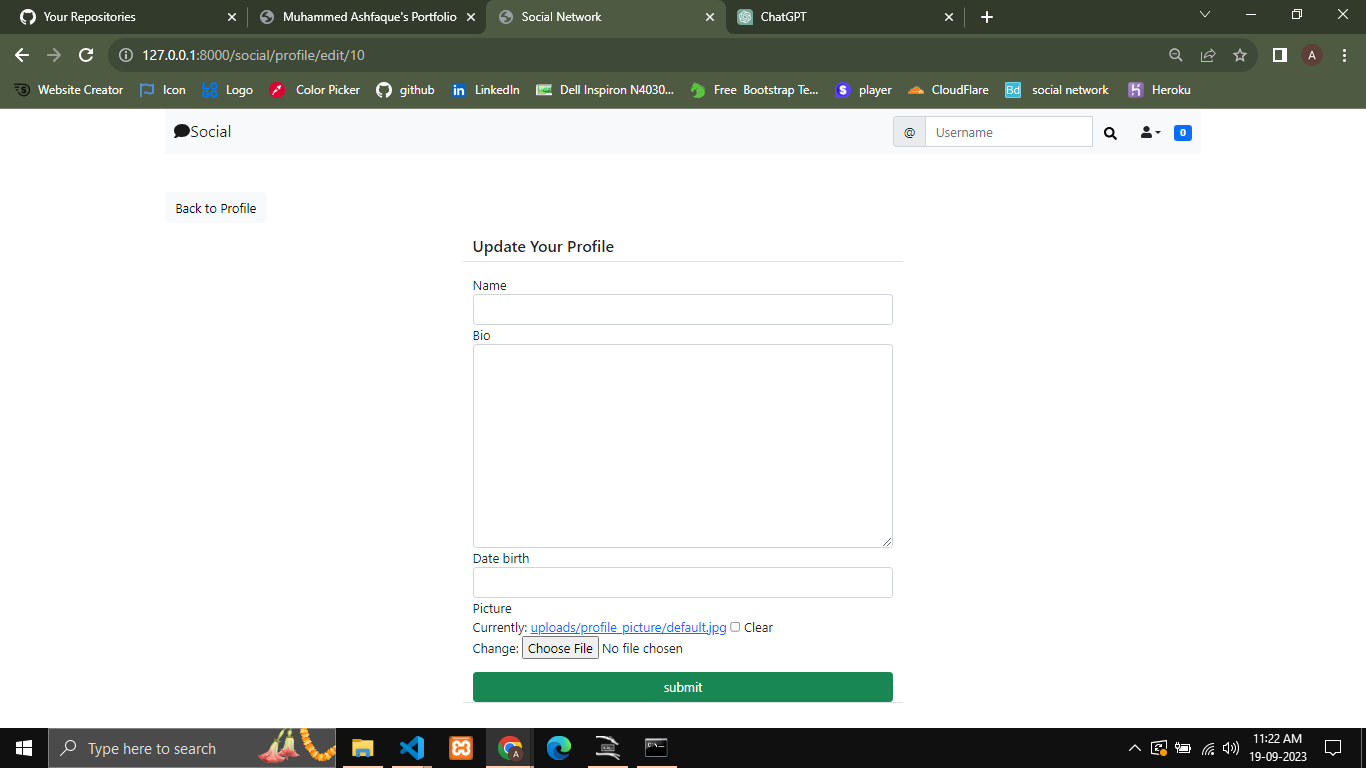 Your Repositories
Muhammed Ashfaque's Portfolio
Social Network
ChatGPT
127.0.0.1:8000/social/profile/edit/10
A
Website Creator
Icon
Logo
Color Picker
github
LinkedIn
Dell Inspiron N4030...
Free Bootstrap Te...
player
CloudFlare
Bd
social network
Heroku
Social
@
Username
0
Back to Profile
Update Your Profile
Name
Bio
Date birth
Picture
Currently: uploads/profile_picture/default.jpg Clear
Change: Choose File No file chosen
submit
Type here to search
A
11:22 AM
19-09-2023